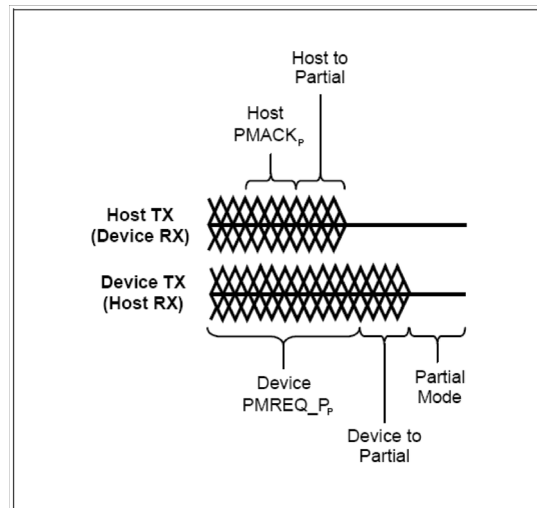 Host to
Partial
Host
PMACKP
Host TX
(Device RX)
Device TX
(Host RX)
Device
PMREQ_PP
Partial
Mode
Device to
Partial